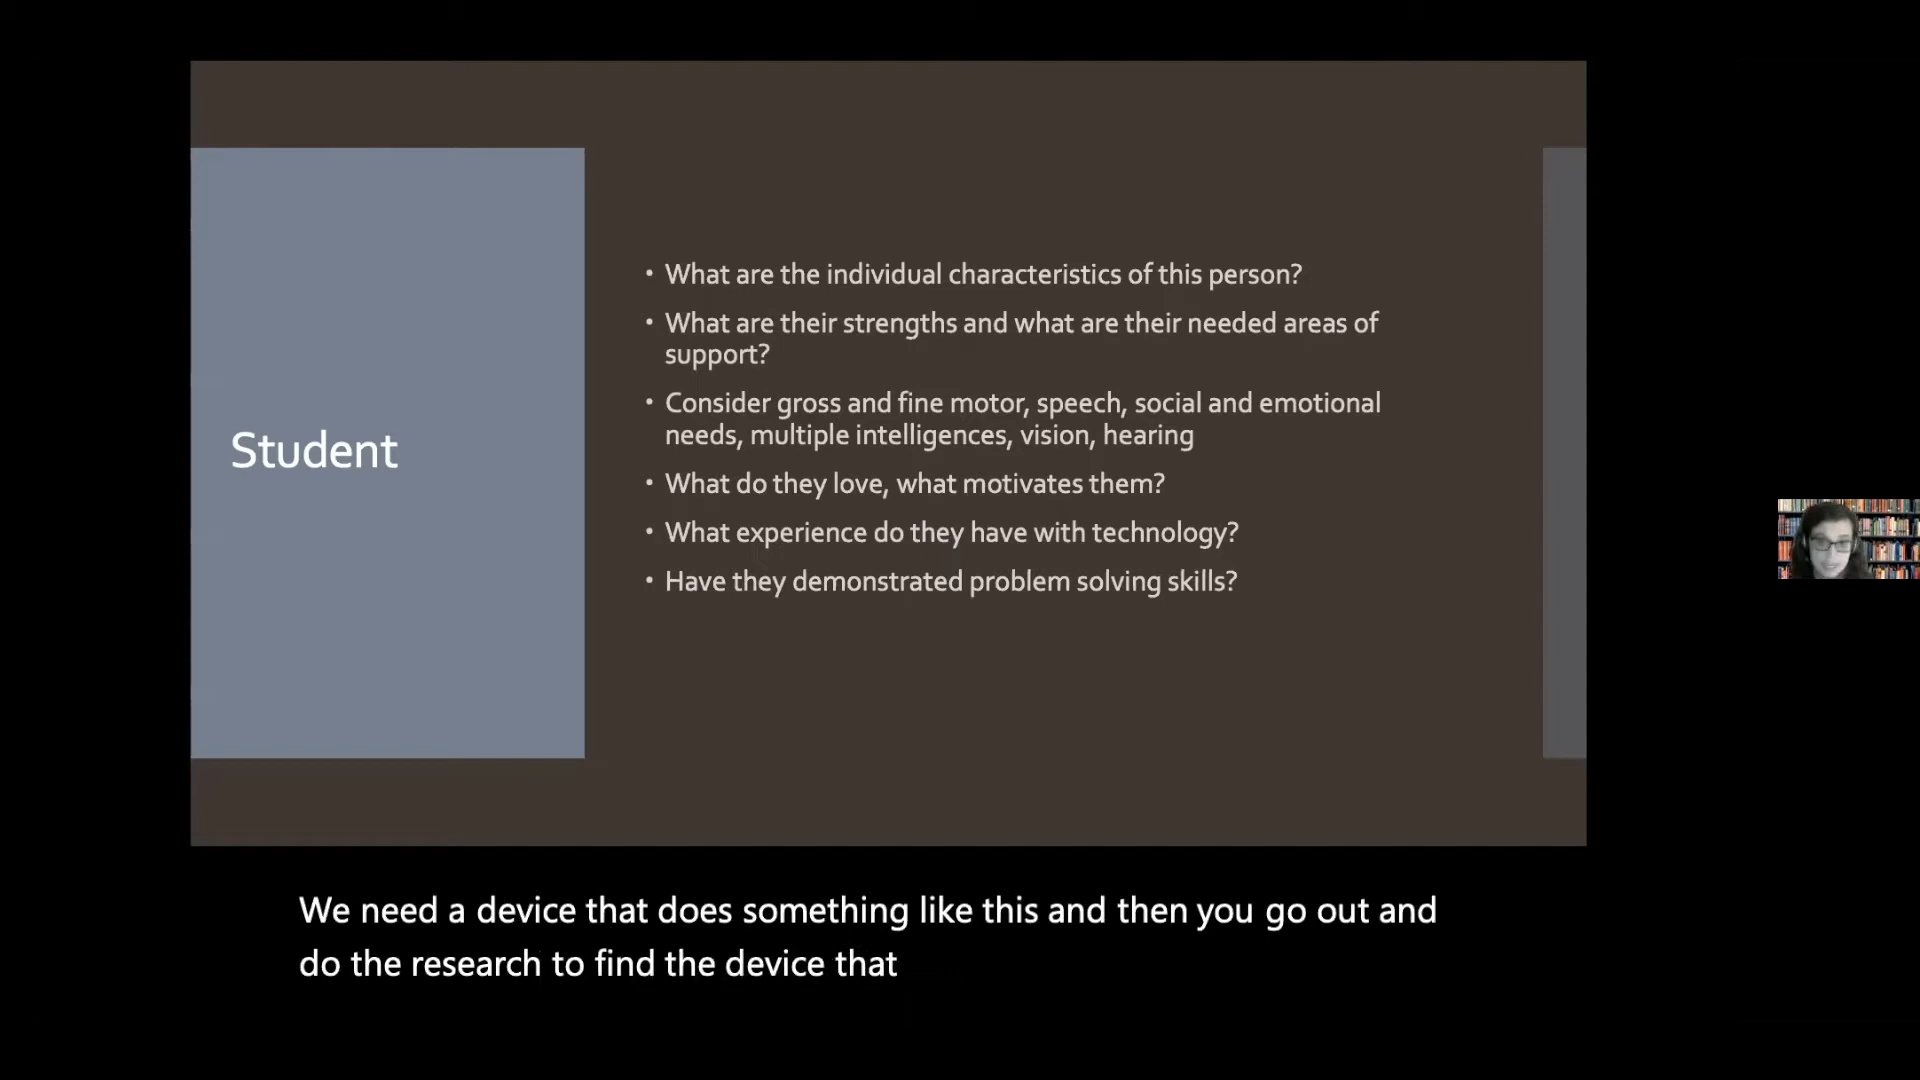 Student
• What are the individual characteristics of this person?
• What are their strengths and what are their needed areas of
support?
• Consider gross and fine motor, speech, social and emotional
needs, multiple intelligences, vision, hearing
• What do they love, what motivates them?
• What experience do they have with technology?
• Have they demonstrated problem solving skills?
We need a device that does something like this and then you go out and
do the research to find the device that